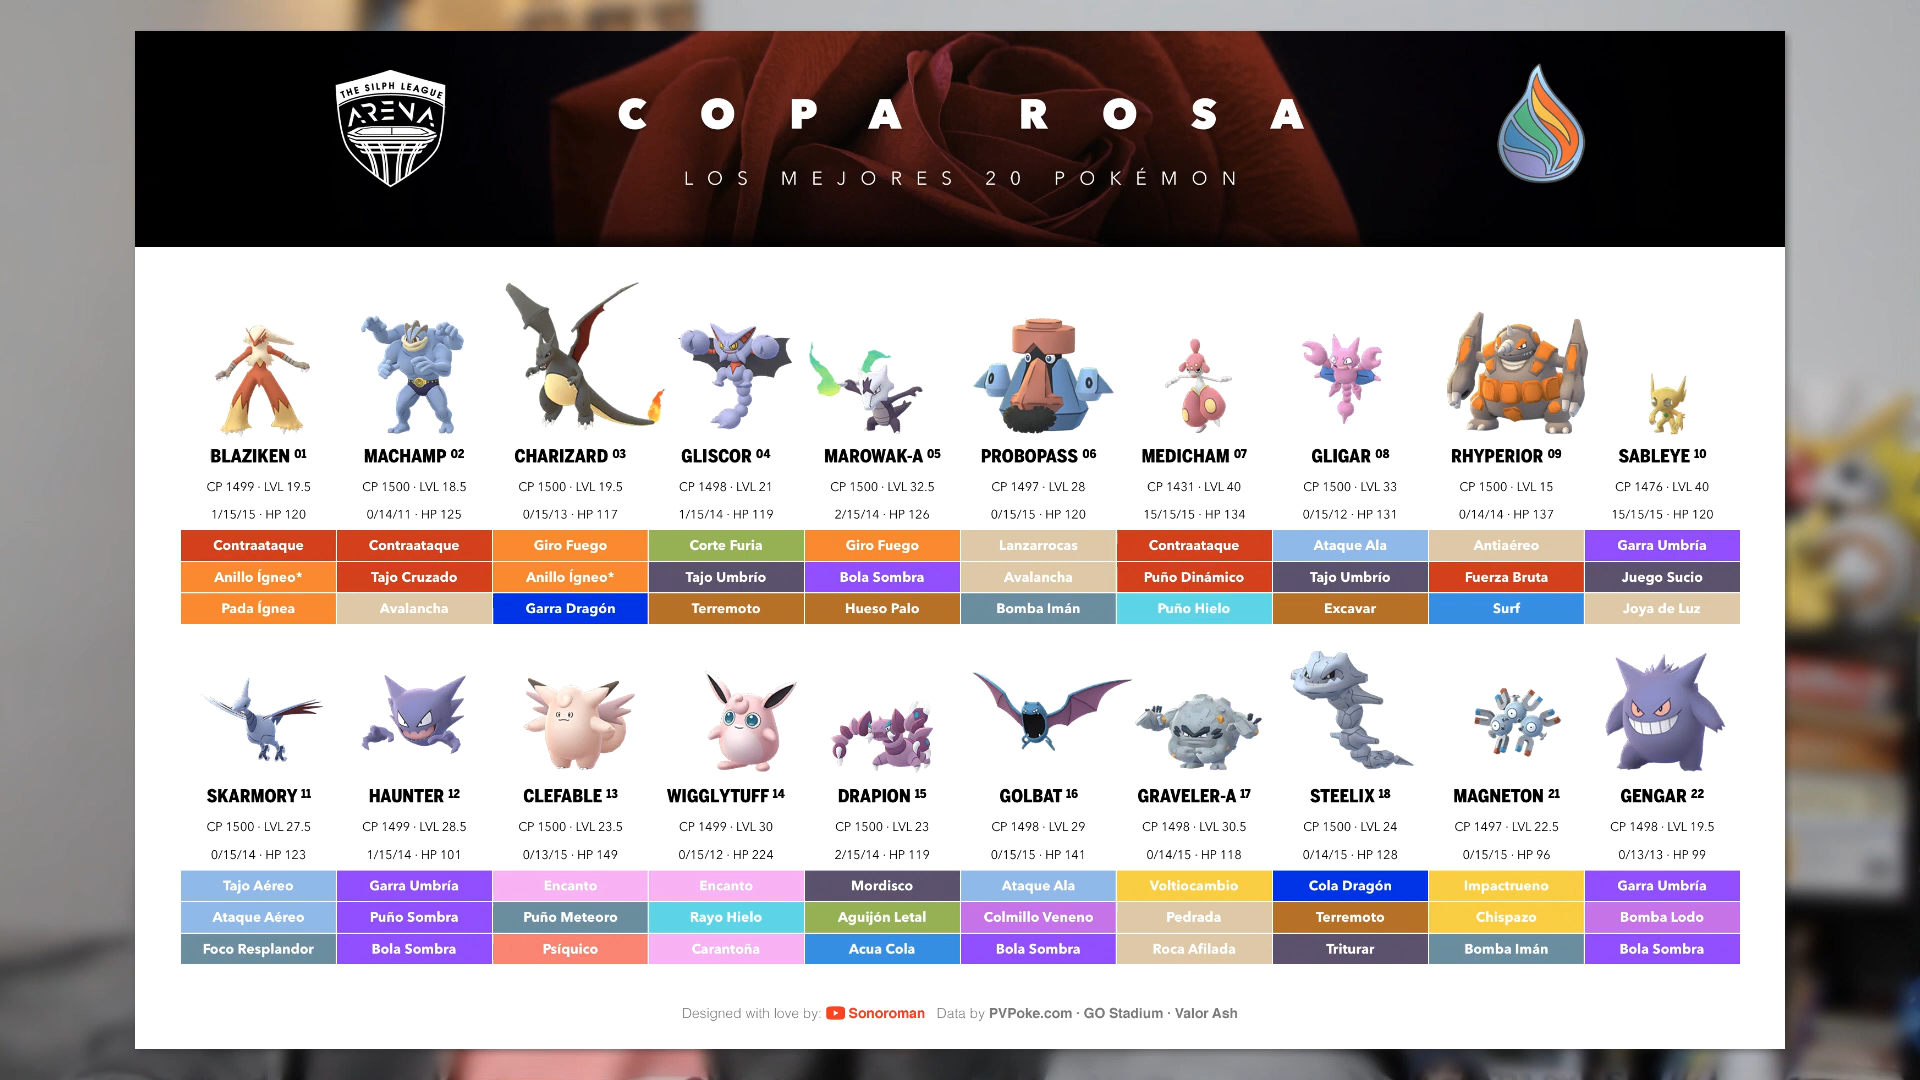 THE SILPH LEAGUE
ARENA
COPA ROSA
LOS MEJORES 20 POKÉMON
BLAZIKEN 01 MACHAMP 02 CHARIZARD 03 GLISCOR 04 MAROWAK-A 05 PROBOPASS 06 MEDICHAM 07 GLIGAR 08 RHYPERIOR 09 SABLEYE 10
CP 1499 · LVL 19.5 CP 1500 · LVL 18.5 CP 1500 · LVL 19.5 CP 1498 · LVL 21 CP 1500 · LVL 32.5 CP 1497 · LVL 28 CP 1431 · LVL 40 CP 1500 · LVL 33 CP 1500 · LVL 15 CP 1476 · LVL 40
1/15/15 · HP 120 0/14/11 · HP 125 0/15/13 · HP 117 1/15/14 · HP 119 2/15/14 · HP 126 0/15/15 · HP 120 15/15/15 · HP 134 0/15/12 · HP 131 0/14/14 · HP 137 15/15/15 · HP 120
Contraataque Contraataque Giro Fuego Corte Furia Giro Fuego Lanzarrocas Contraataque Ataque Ala Antiaéreo Garra Umbría
Anillo Ígneo* Tajo Cruzado Anillo Ígneo* Tajo Umbrío Bola Sombra Avalancha Puño Dinámico Tajo Umbrío Fuerza Bruta Juego Sucio
Pada Ígnea Avalancha Garra Dragón Terremoto Hueso Palo Bomba Imán Puño Hielo Excavar Surf Joya de Luz
SKARMORY 11 HAUNTER 12 CLEFABLE 13 WIGGLYTUFF 14 DRAPION 15 GOLBAT 16 GRAVELER-A 17 STEELIX 18 MAGNETON 21 GENGAR 22
CP 1500 · LVL 27.5 CP 1499 · LVL 28.5 CP 1500 · LVL 23.5 CP 1499 · LVL 30 CP 1500 · LVL 23 CP 1498 · LVL 29 CP 1498 · LVL 30.5 CP 1500 · LVL 24 CP 1497 · LVL 22.5 CP 1498 · LVL 19.5
0/15/14 · HP 123 1/15/14 · HP 101 0/13/15 · HP 149 0/15/12 · HP 224 2/15/14 · HP 119 0/15/15 · HP 141 0/14/15 · HP 118 0/14/15 · HP 128 0/15/15 · HP 96 0/13/13 · HP 99
Tajo Aéreo Garra Umbría Encanto Encanto Mordisco Ataque Ala Voltiocambio Cola Dragón Impactrueno Garra Umbría
Ataque Aéreo Puño Sombra Puño Meteoro Rayo Hielo Aguijón Letal Colmillo Veneno Pedrada Terremoto Chispazo Bomba Lodo
Foco Resplandor Bola Sombra Psíquico Carantoña Acua Cola Bola Sombra Roca Afilada Triturar Bomba Imán Bola Sombra
Designed with love by: Sonoroman Data by PVPoke.com · GO Stadium · Valor Ash